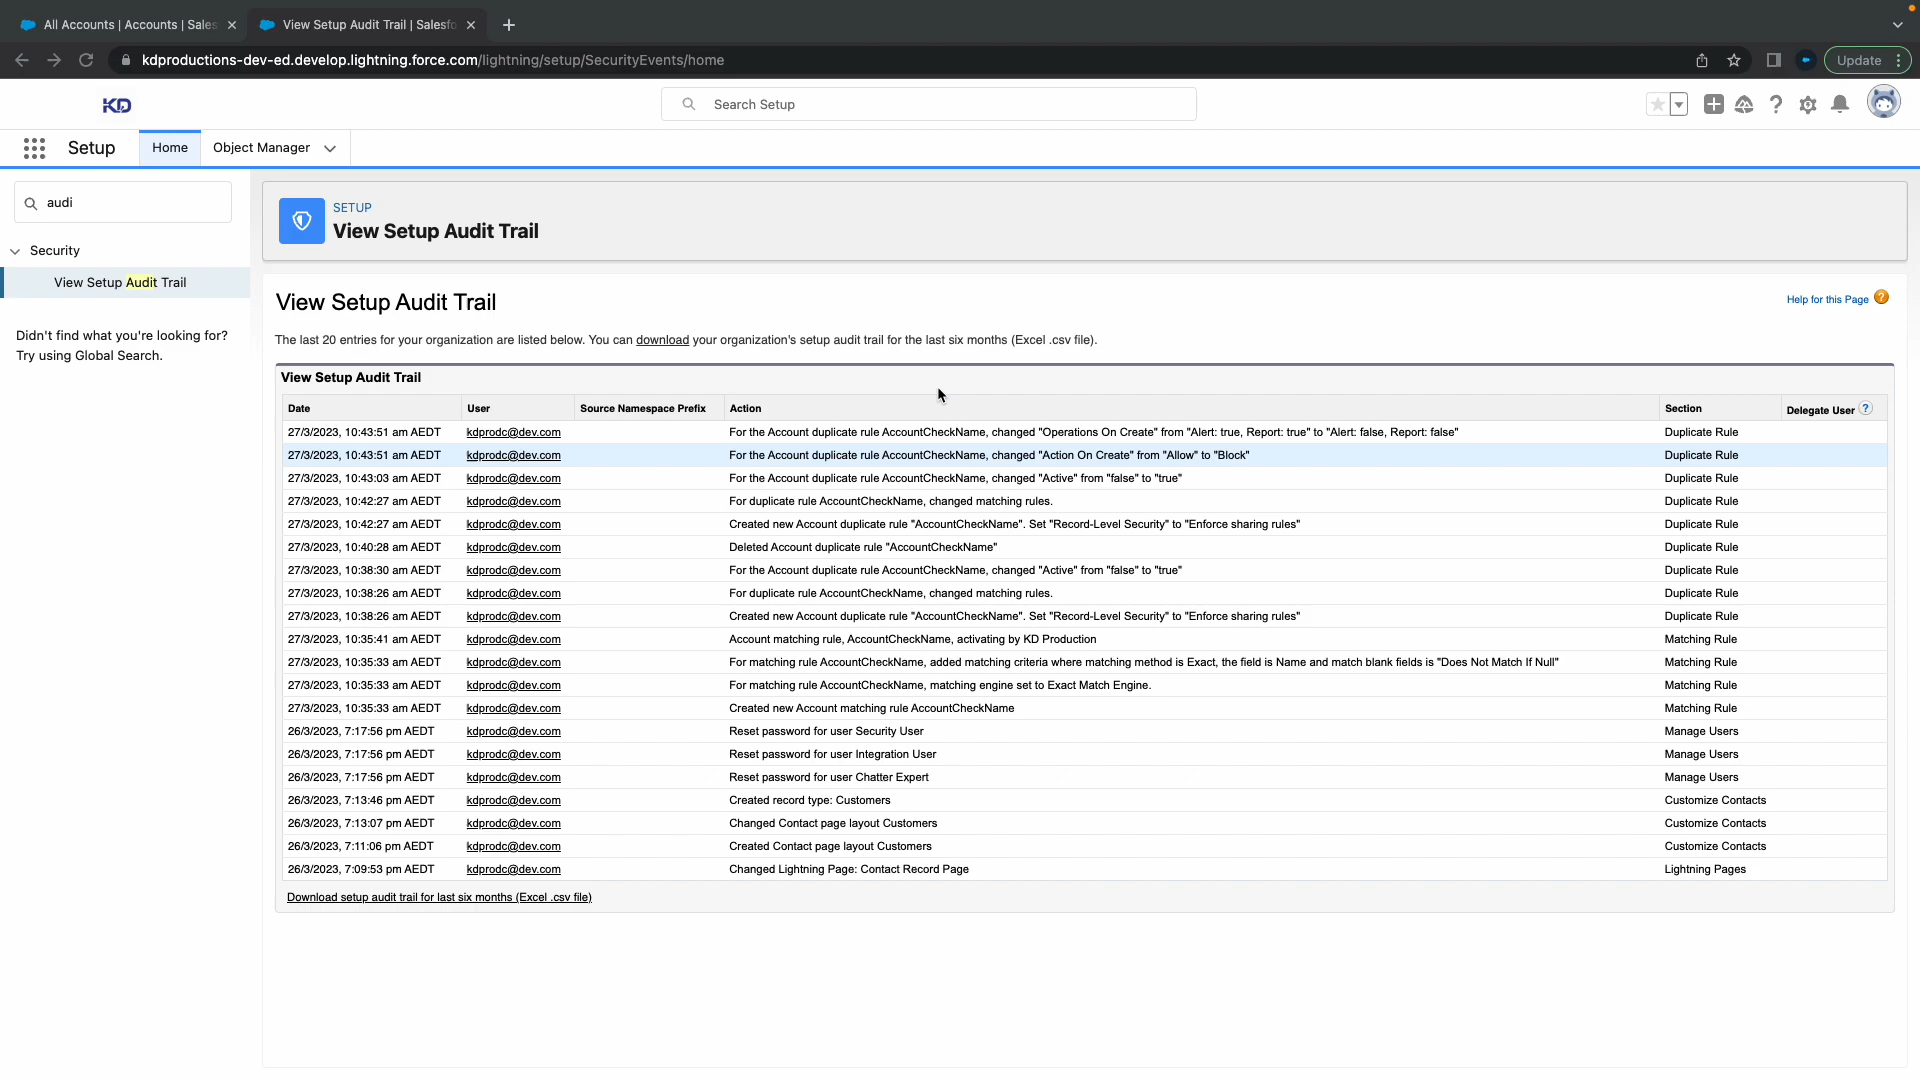 All Accounts | Accounts | Sales
View Setup Audit Trail | Salesfo
kdproductions-dev-ed.develop.lightning.force.com/lightning/setup/SecurityEvents/home
Update
KD
Search Setup
Setup
Home
Object Manager
audi
Security
View Setup Audit Trail
Didn't find what you're looking for?
Try using Global Search.
SETUP
View Setup Audit Trail
View Setup Audit Trail
Help for this Page ?
The last 20 entries for your organization are listed below. You can download your organization's setup audit trail for the last six months (Excel .csv file).
View Setup Audit Trail
Date User Source Namespace Prefix Action Section Delegate User ?
27/3/2023, 10:43:51 am AEDT kdprodc@dev.com For the Account duplicate rule AccountCheckName, changed "Operations On Create" from "Alert: true, Report: true" to "Alert: false, Report: false" Duplicate Rule
27/3/2023, 10:43:51 am AEDT kdprodc@dev.com For the Account duplicate rule AccountCheckName, changed "Action On Create" from "Allow" to "Block" Duplicate Rule
27/3/2023, 10:43:03 am AEDT kdprodc@dev.com For the Account duplicate rule AccountCheckName, changed "Active" from "false" to "true" Duplicate Rule
27/3/2023, 10:42:27 am AEDT kdprodc@dev.com For duplicate rule AccountCheckName, changed matching rules. Duplicate Rule
27/3/2023, 10:42:27 am AEDT kdprodc@dev.com Created new Account duplicate rule "AccountCheckName". Set "Record-Level Security" to "Enforce sharing rules" Duplicate Rule
27/3/2023, 10:40:28 am AEDT kdprodc@dev.com Deleted Account duplicate rule "AccountCheckName" Duplicate Rule
27/3/2023, 10:38:30 am AEDT kdprodc@dev.com For the Account duplicate rule AccountCheckName, changed "Active" from "false" to "true" Duplicate Rule
27/3/2023, 10:38:26 am AEDT kdprodc@dev.com For duplicate rule AccountCheckName, changed matching rules. Duplicate Rule
27/3/2023, 10:38:26 am AEDT kdprodc@dev.com Created new Account duplicate rule "AccountCheckName". Set "Record-Level Security" to "Enforce sharing rules" Duplicate Rule
27/3/2023, 10:35:41 am AEDT kdprodc@dev.com Account matching rule, AccountCheckName, activating by KD Production Matching Rule
27/3/2023, 10:35:33 am AEDT kdprodc@dev.com For matching rule AccountCheckName, added matching criteria where matching method is Exact, the field is Name and match blank fields is "Does Not Match If Null" Matching Rule
27/3/2023, 10:35:33 am AEDT kdprodc@dev.com For matching rule AccountCheckName, matching engine set to Exact Match Engine. Matching Rule
27/3/2023, 10:35:33 am AEDT kdprodc@dev.com Created new Account matching rule AccountCheckName Matching Rule
26/3/2023, 7:17:56 pm AEDT kdprodc@dev.com Reset password for user Security User Manage Users
26/3/2023, 7:17:56 pm AEDT kdprodc@dev.com Reset password for user Integration User Manage Users
26/3/2023, 7:17:56 pm AEDT kdprodc@dev.com Reset password for user Chatter Expert Manage Users
26/3/2023, 7:13:46 pm AEDT kdprodc@dev.com Created record type: Customers Customize Contacts
26/3/2023, 7:13:07 pm AEDT kdprodc@dev.com Changed Contact page layout Customers Customize Contacts
26/3/2023, 7:11:06 pm AEDT kdprodc@dev.com Created Contact page layout Customers Customize Contacts
26/3/2023, 7:09:53 pm AEDT kdprodc@dev.com Changed Lightning Page: Contact Record Page Lightning Pages
Download setup audit trail for last six months (Excel .csv file)